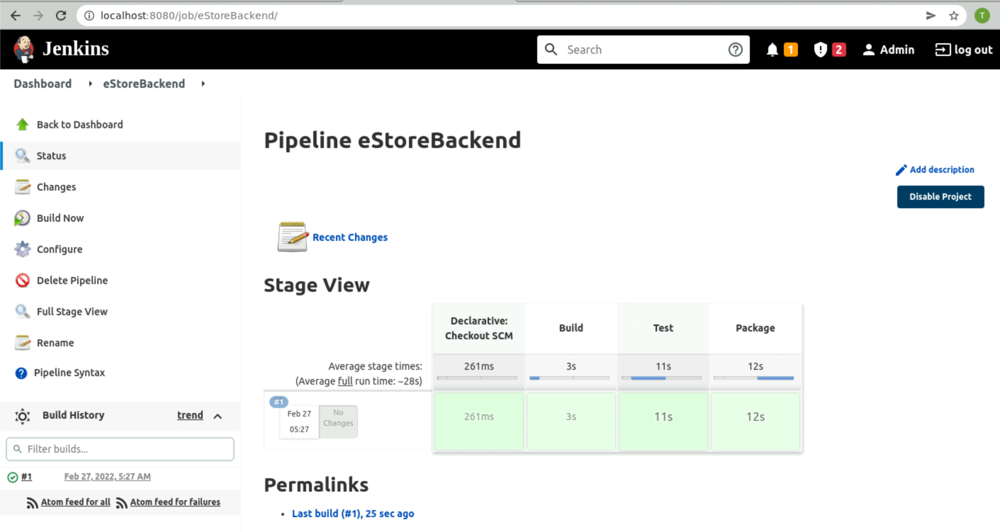 localhost:8080/job/eStoreBackend/
T
Jenkins
Search
1
2
Admin
log out
Dashboard
eStoreBackend
Back to Dashboard
Status
Changes
Build Now
Configure
Delete Pipeline
Full Stage View
Rename
Pipeline Syntax
Build History
trend
Filter builds...
#1
Feb 27, 2022, 5:27 AM
Atom feed for all
Atom feed for failures
Pipeline eStoreBackend
Add description
Disable Project
Recent Changes
Stage View
Declarative:
Checkout SCM
Build
Test
Package
Average stage times:
(Average full run time: ~28s)
261ms
3s
11s
12s
#1
Feb 27
05:27
No
Changes
261ms
3s
11s
12s
Permalinks
Last build (#1), 25 sec ago